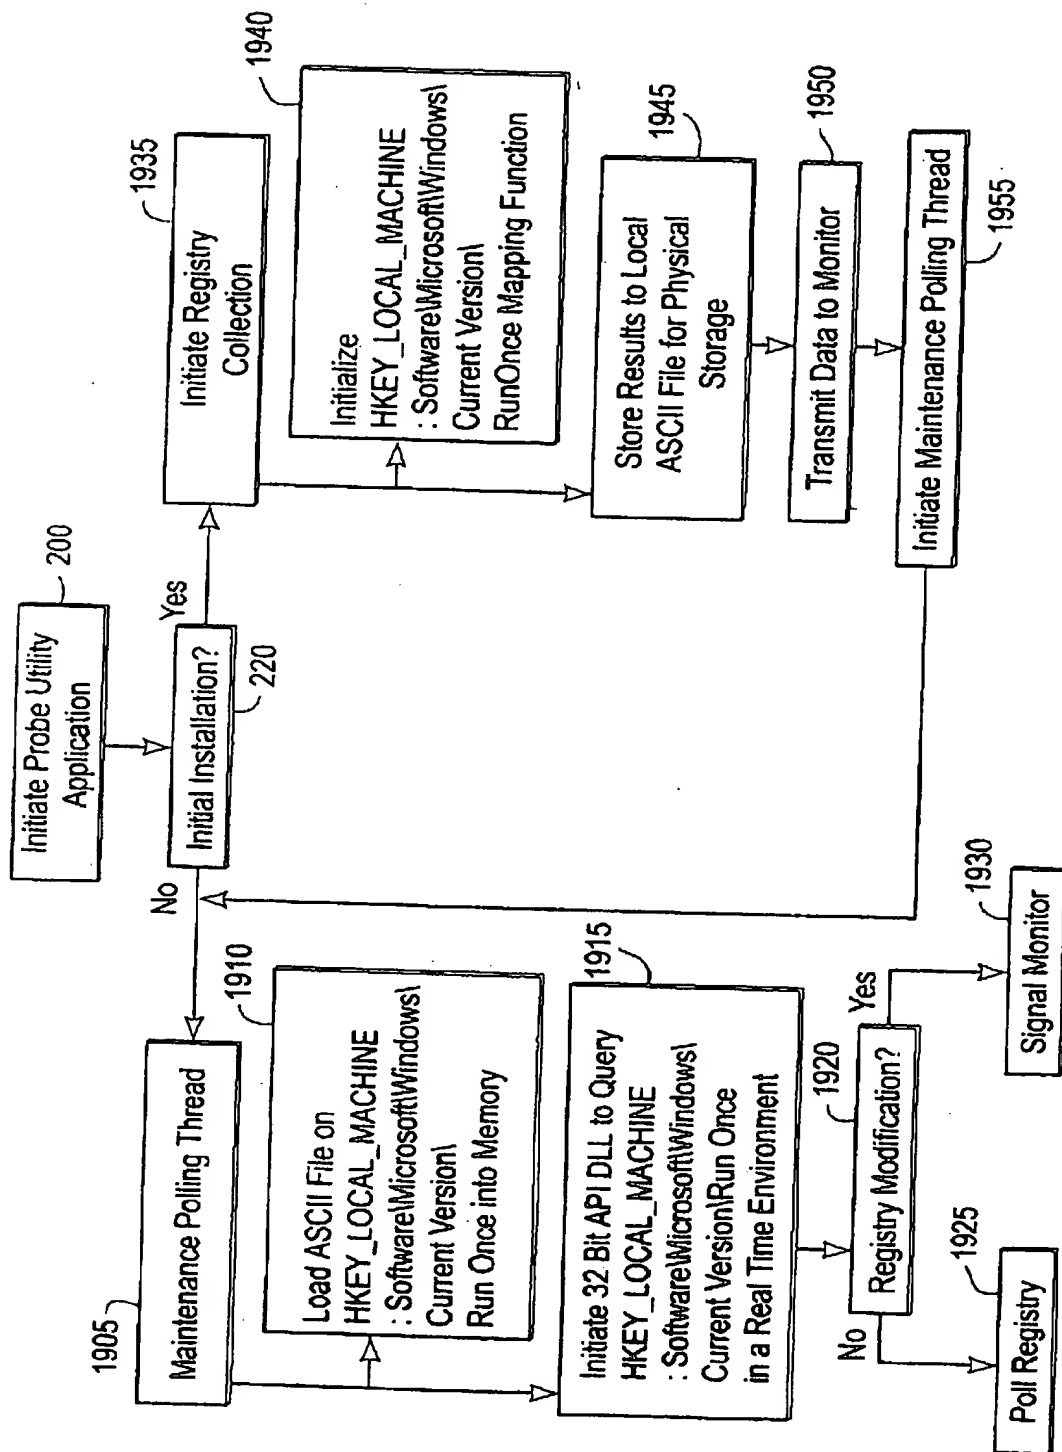 200
Initiate Probe Utility
Application
Initial Installation?
220
No
Yes
1905
Maintenance Polling Thread
1910
Load ASCII File on
HKEY_LOCAL_MACHINE
: Software\Microsoft\Windows\
Current Version\
Run Once into Memory
1915
Initiate 32 Bit API DLL to Query
HKEY_LOCAL_MACHINE
: Software\Microsoft\Windows\
Current Version\Run Once
in a Real Time Environment
1920
Registry Modification?
No
Yes
1925
Poll Registry
1930
Signal Monitor
1935
Initiate Registry
Collection
1940
Initialize
HKEY_LOCAL_MACHINE
: Software\Microsoft\Windows\
Current Version\
RunOnce Mapping Function
1945
Store Results to Local
ASCII File for Physical
Storage
1950
Transmit Data to Monitor
Initiate Maintenance Polling Thread
1955